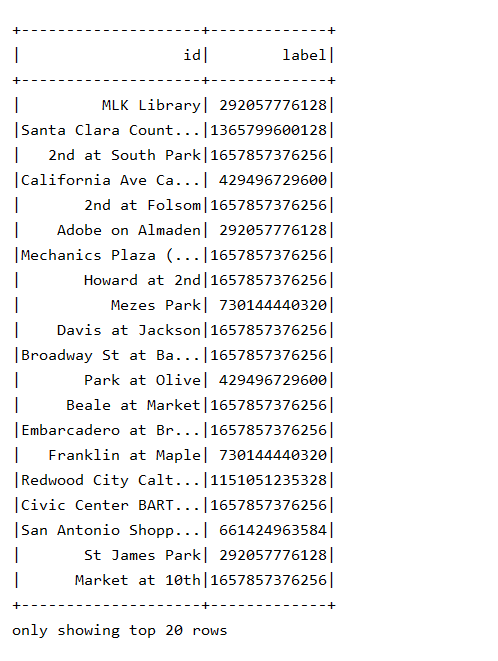 +--------------------+-------------+
|                  id|        label|
+--------------------+-------------+
|         MLK Library| 292057776128|
|Santa Clara Count...|1365799600128|
|   2nd at South Park|1657857376256|
|California Ave Ca...| 429496729600|
|       2nd at Folsom|1657857376256|
|    Adobe on Almaden| 292057776128|
|Mechanics Plaza (...|1657857376256|
|       Howard at 2nd|1657857376256|
|          Mezes Park| 730144440320|
|    Davis at Jackson|1657857376256|
|Broadway St at Ba...|1657857376256|
|       Park at Olive| 429496729600|
|     Beale at Market|1657857376256|
|Embarcadero at Br...|1657857376256|
|   Franklin at Maple| 730144440320|
|Redwood City Calt...|1151051235328|
|Civic Center BART...|1657857376256|
|San Antonio Shopp...| 661424963584|
|       St James Park| 292057776128|
|      Market at 10th|1657857376256|
+--------------------+-------------+
only showing top 20 rows